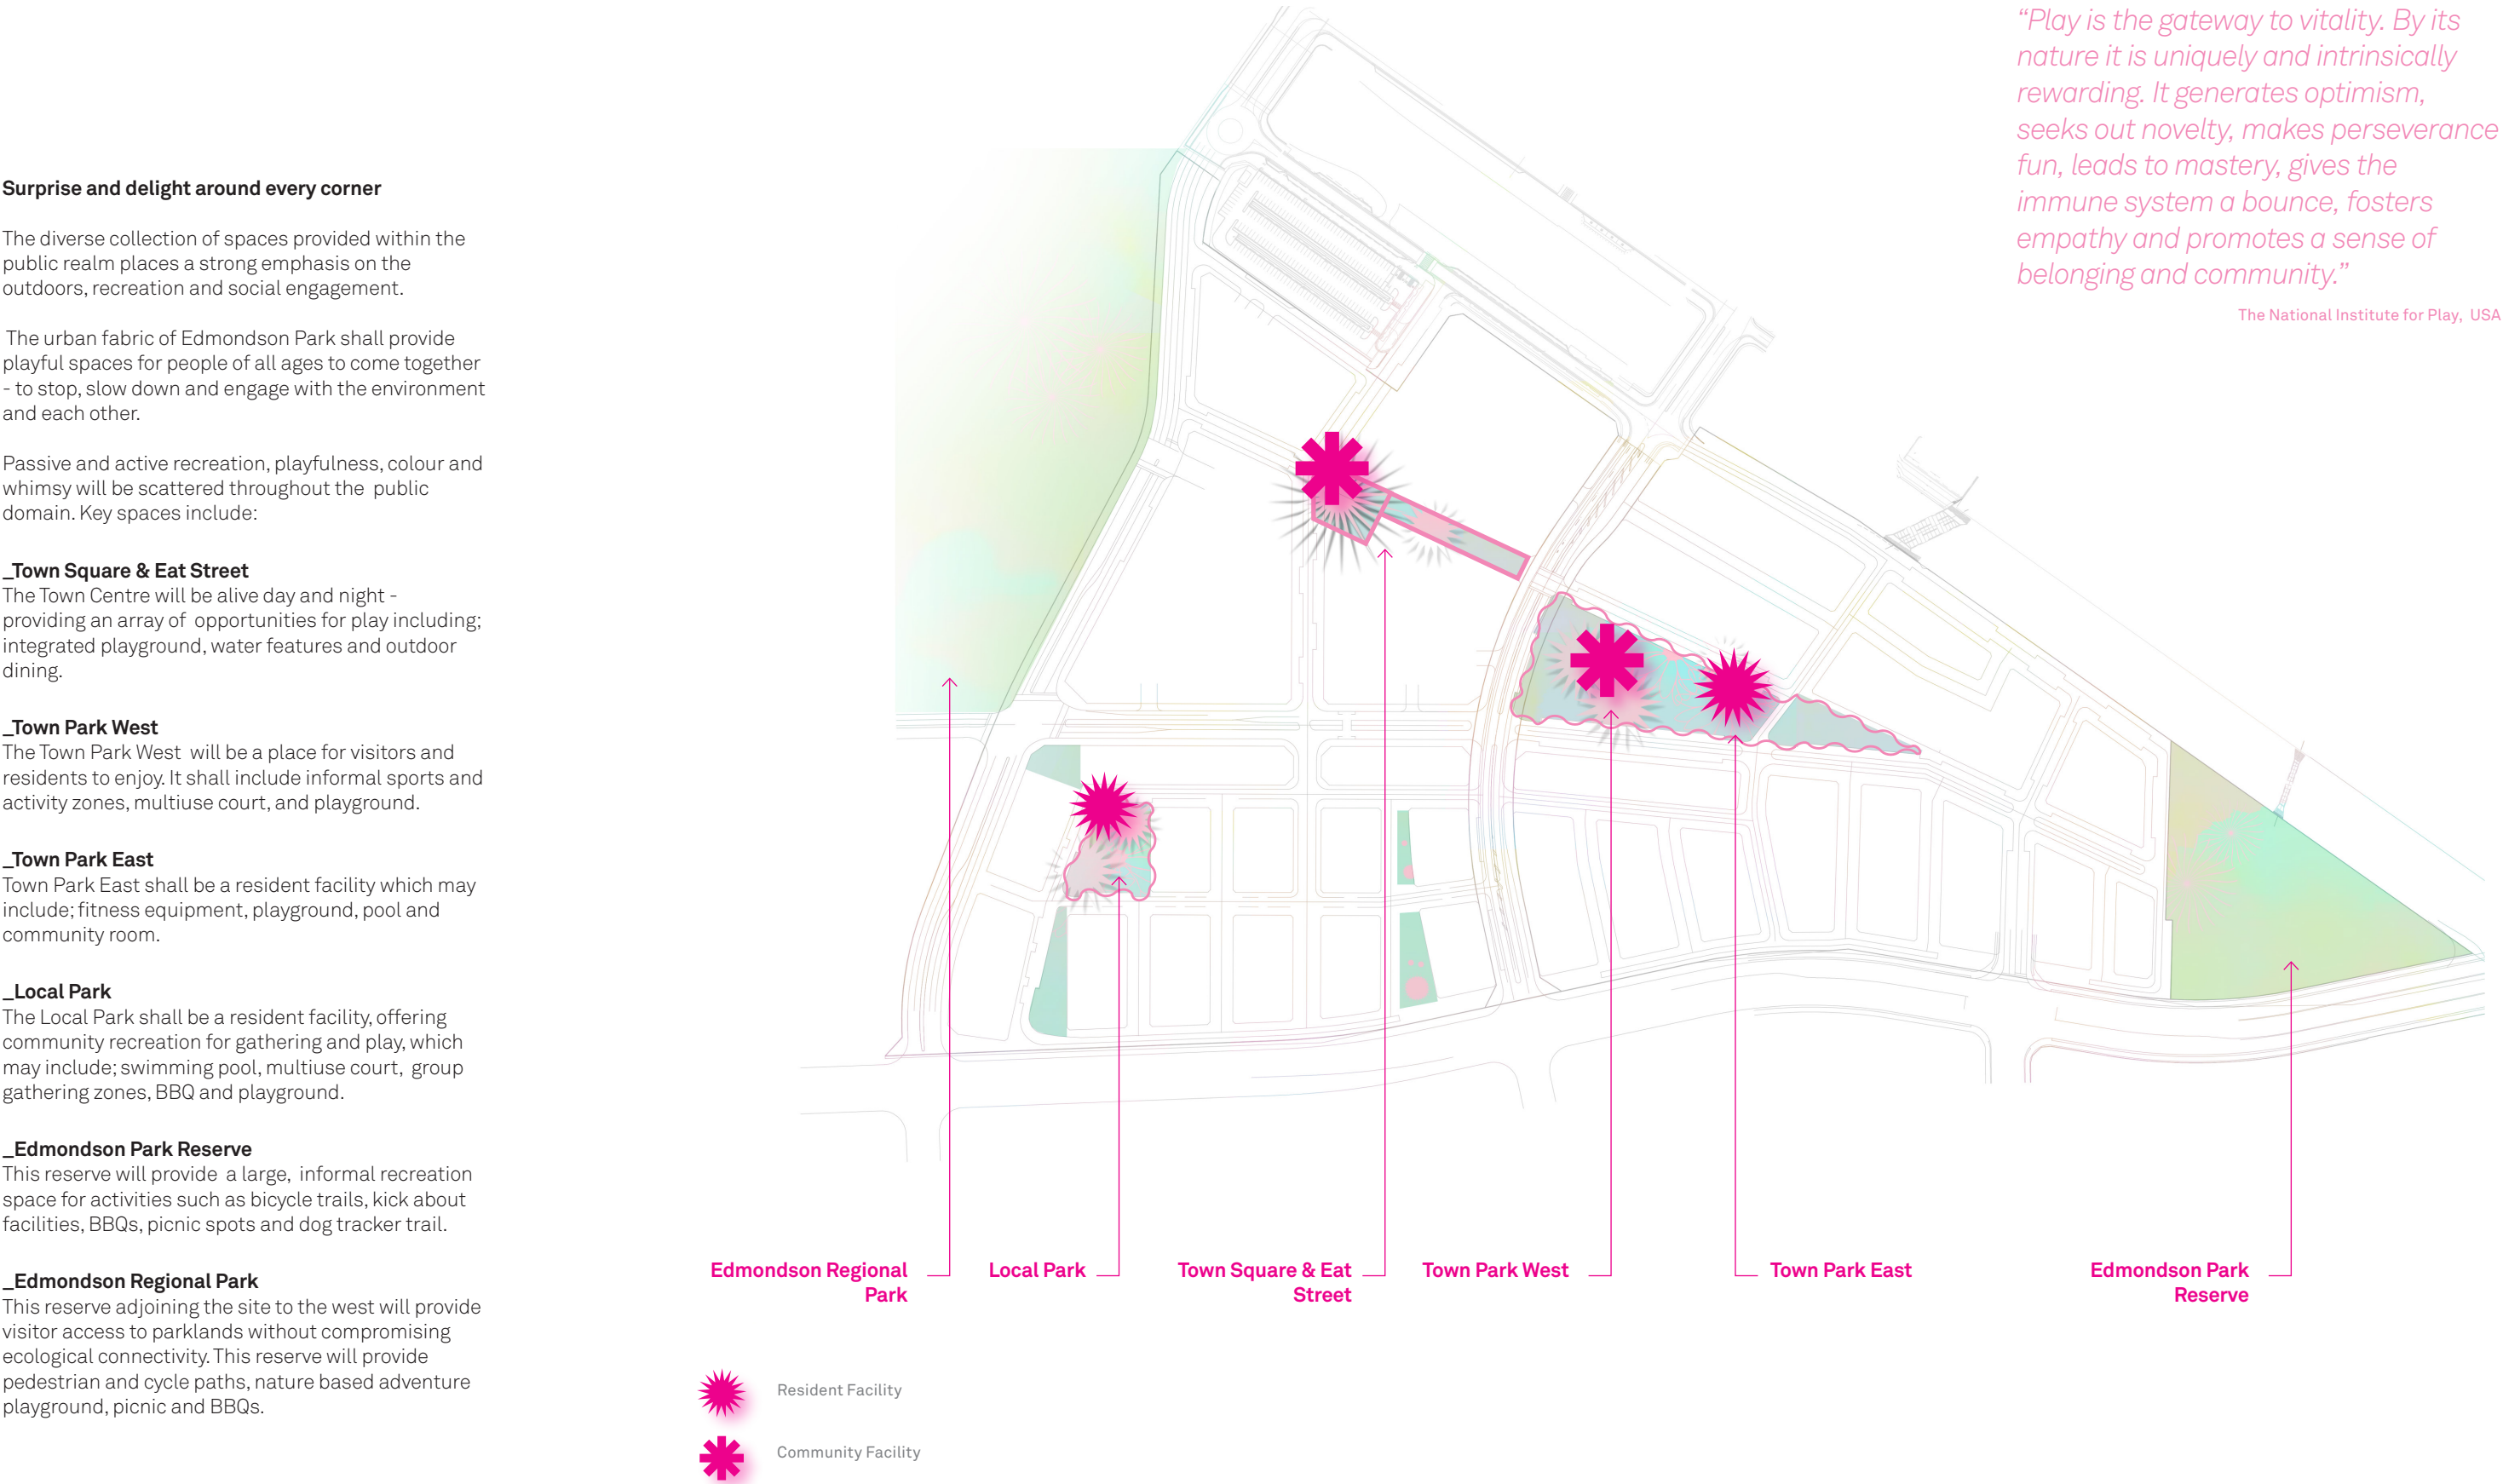 Surprise and delight around every corner
The diverse collection of spaces provided within the
public realm places a strong emphasis on the
outdoors, recreation and social engagement.
The urban fabric of Edmondson Park shall provide
playful spaces for people of all ages to come together
- to stop, slow down and engage with the environment
and each other.
Passive and active recreation, playfulness, colour and
whimsy will be scattered throughout the public
domain. Key spaces include:
_Town Square & Eat Street
The Town Centre will be alive day and night -
providing an array of opportunities for play including;
integrated playground, water features and outdoor
dining.
_Town Park West
The Town Park West will be a place for visitors and
residents to enjoy. It shall include informal sports and
activity zones, multiuse court, and playground.
_Town Park East
Town Park East shall be a resident facility which may
include; fitness equipment, playground, pool and
community room.
_Local Park
The Local Park shall be a resident facility, offering
community recreation for gathering and play, which
may include; swimming pool, multiuse court, group
gathering zones, BBQ and playground.
_Edmondson Park Reserve
This reserve will provide a large, informal recreation
space for activities such as bicycle trails, kick about
facilities, BBQs, picnic spots and dog tracker trail.
_Edmondson Regional Park
This reserve adjoining the site to the west will provide
visitor access to parklands without compromising
ecological connectivity. This reserve will provide
pedestrian and cycle paths, nature based adventure
playground, picnic and BBQs.
“Play is the gateway to vitality. By its
nature it is uniquely and intrinsically
rewarding. It generates optimism,
seeks out novelty, makes perseverance
fun, leads to mastery, gives the
immune system a bounce, fosters
empathy and promotes a sense of
belonging and community.”
The National Institute for Play, USA
Edmondson Regional
Park
Local Park
Town Square & Eat
Street
Town Park West
Town Park East
Edmondson Park
Reserve
Resident Facility
Community Facility